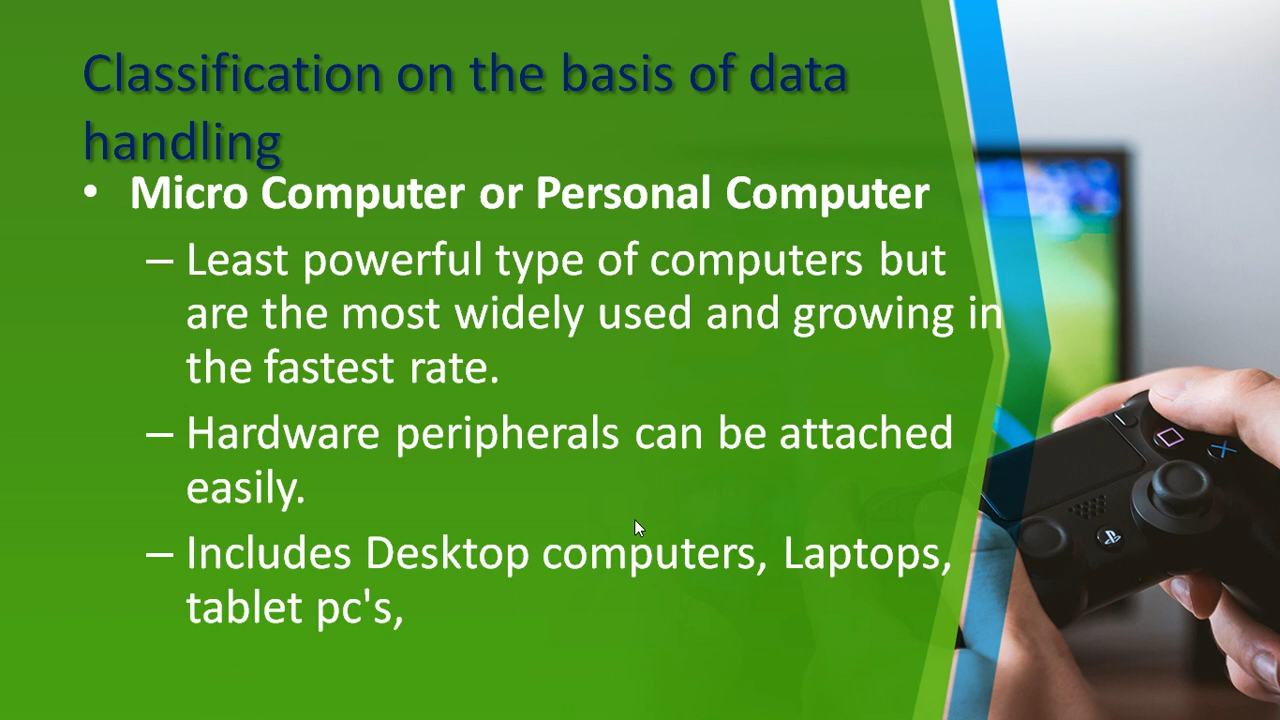 Classification on the basis of data
handling
• Micro Computer or Personal Computer
– Least powerful type of computers but
are the most widely used and growing in
the fastest rate.
– Hardware peripherals can be attached
easily.
– Includes Desktop computers, Laptops,
tablet pc's,